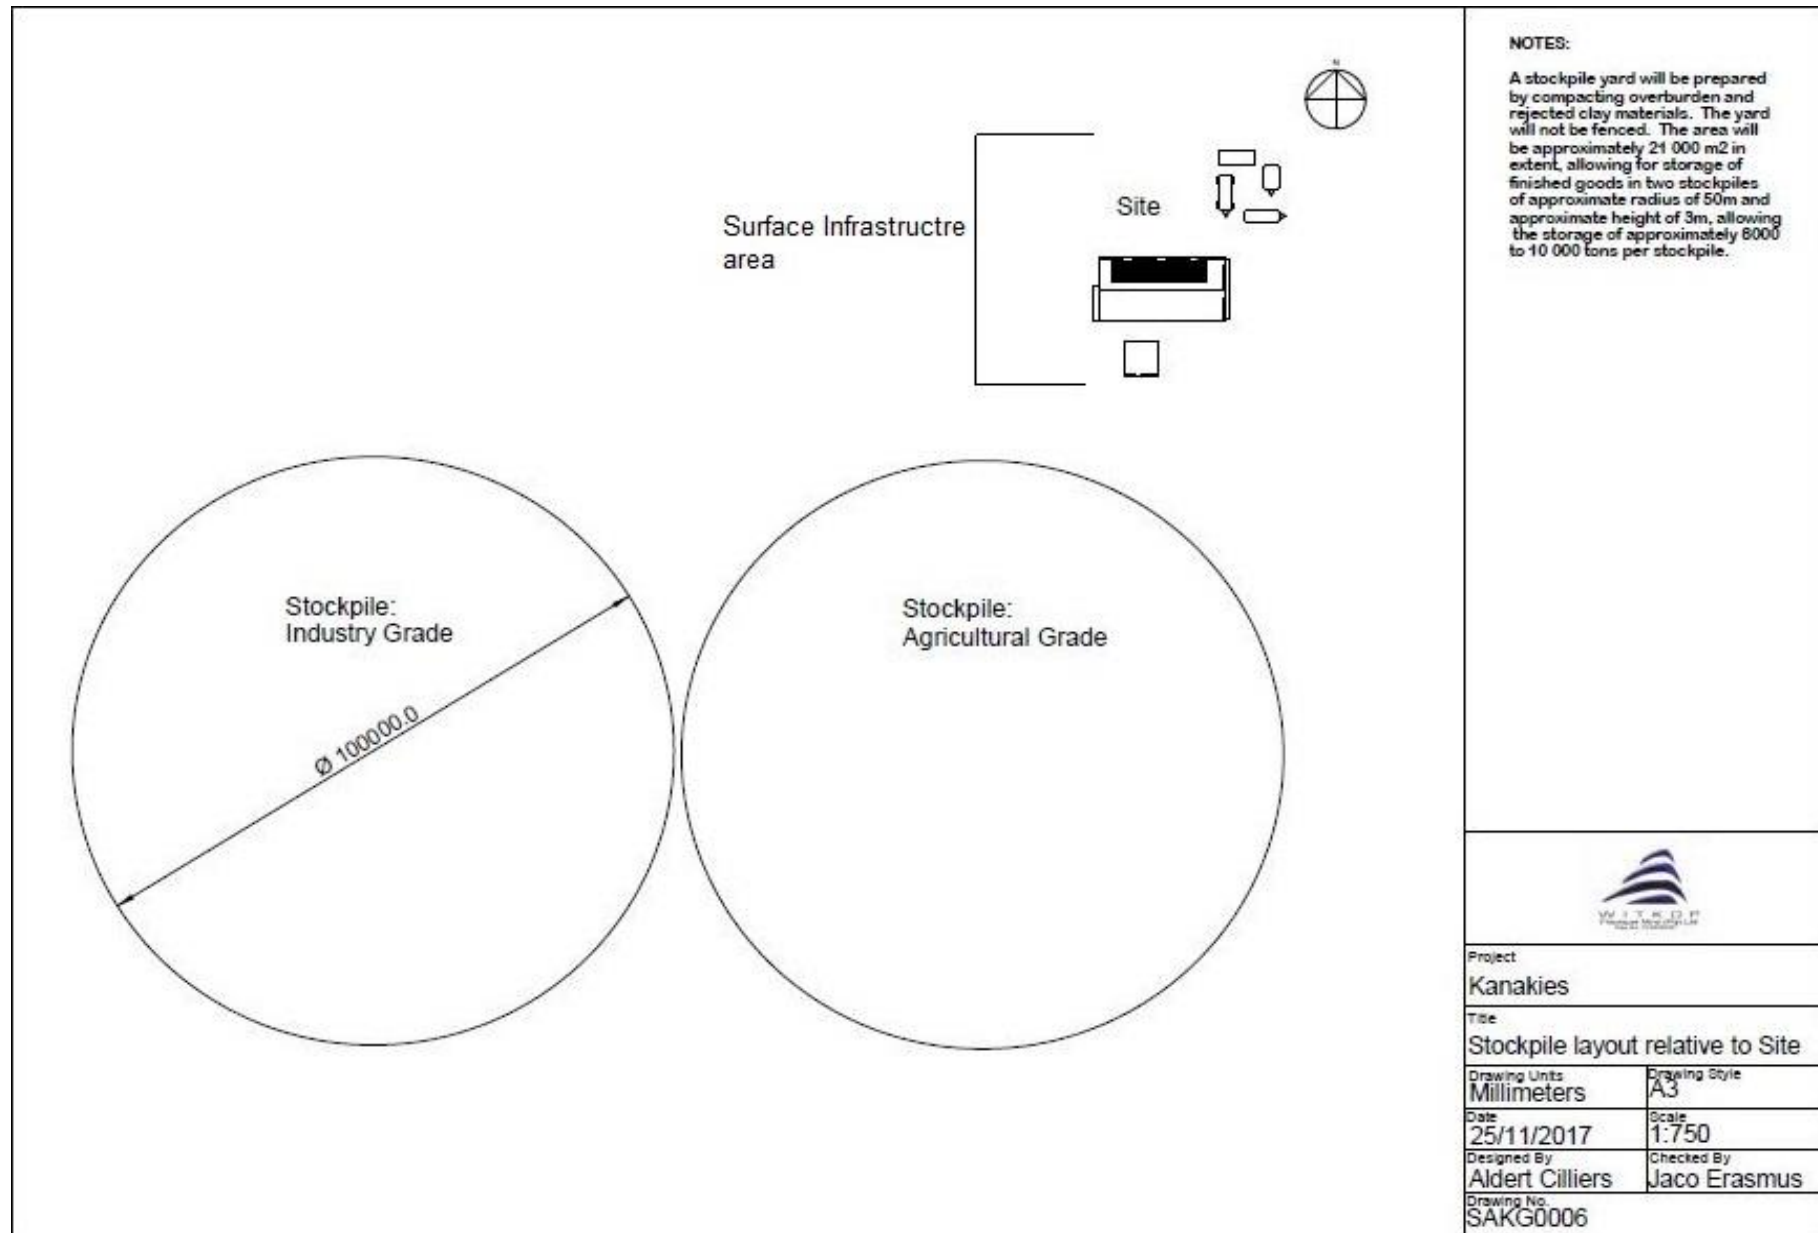 N
Surface Infrastructre
area
Site
Stockpile:
Industry Grade
Ø 100000.0
Stockpile:
Agricultural Grade
NOTES:
A stockpile yard will be prepared
by compacting overburden and
rejected clay materials. The yard
will not be fenced. The area will
be approximately 21 000 m2 in
extent, allowing for storage of
finished goods in two stockpiles
of approximate radius of 50m and
approximate height of 3m, allowing
the storage of approximately 8000
to 10 000 tons per stockpile.
WITKOP
Project
Kanakies
Title
Stockpile layout relative to Site
Drawing Units
Millimeters
Drawing Style
A3
Date
25/11/2017
Scale
1:750
Designed By
Aldert Cilliers
Checked By
Jaco Erasmus
Drawing No.
SAKG0006